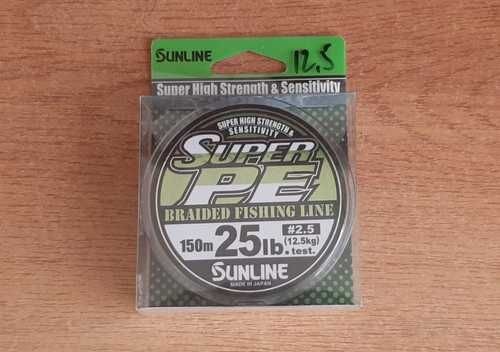 SUNLINE
12,5
Super High Strength & Sensitivity
SUPER HIGH STRENGTH &
SENSITIVITY
SUPER
PE
BRAIDED FISHING LINE
150m 25lb.test.
#2.5
(12.5kg)
SUNLINE
MADE IN JAPAN